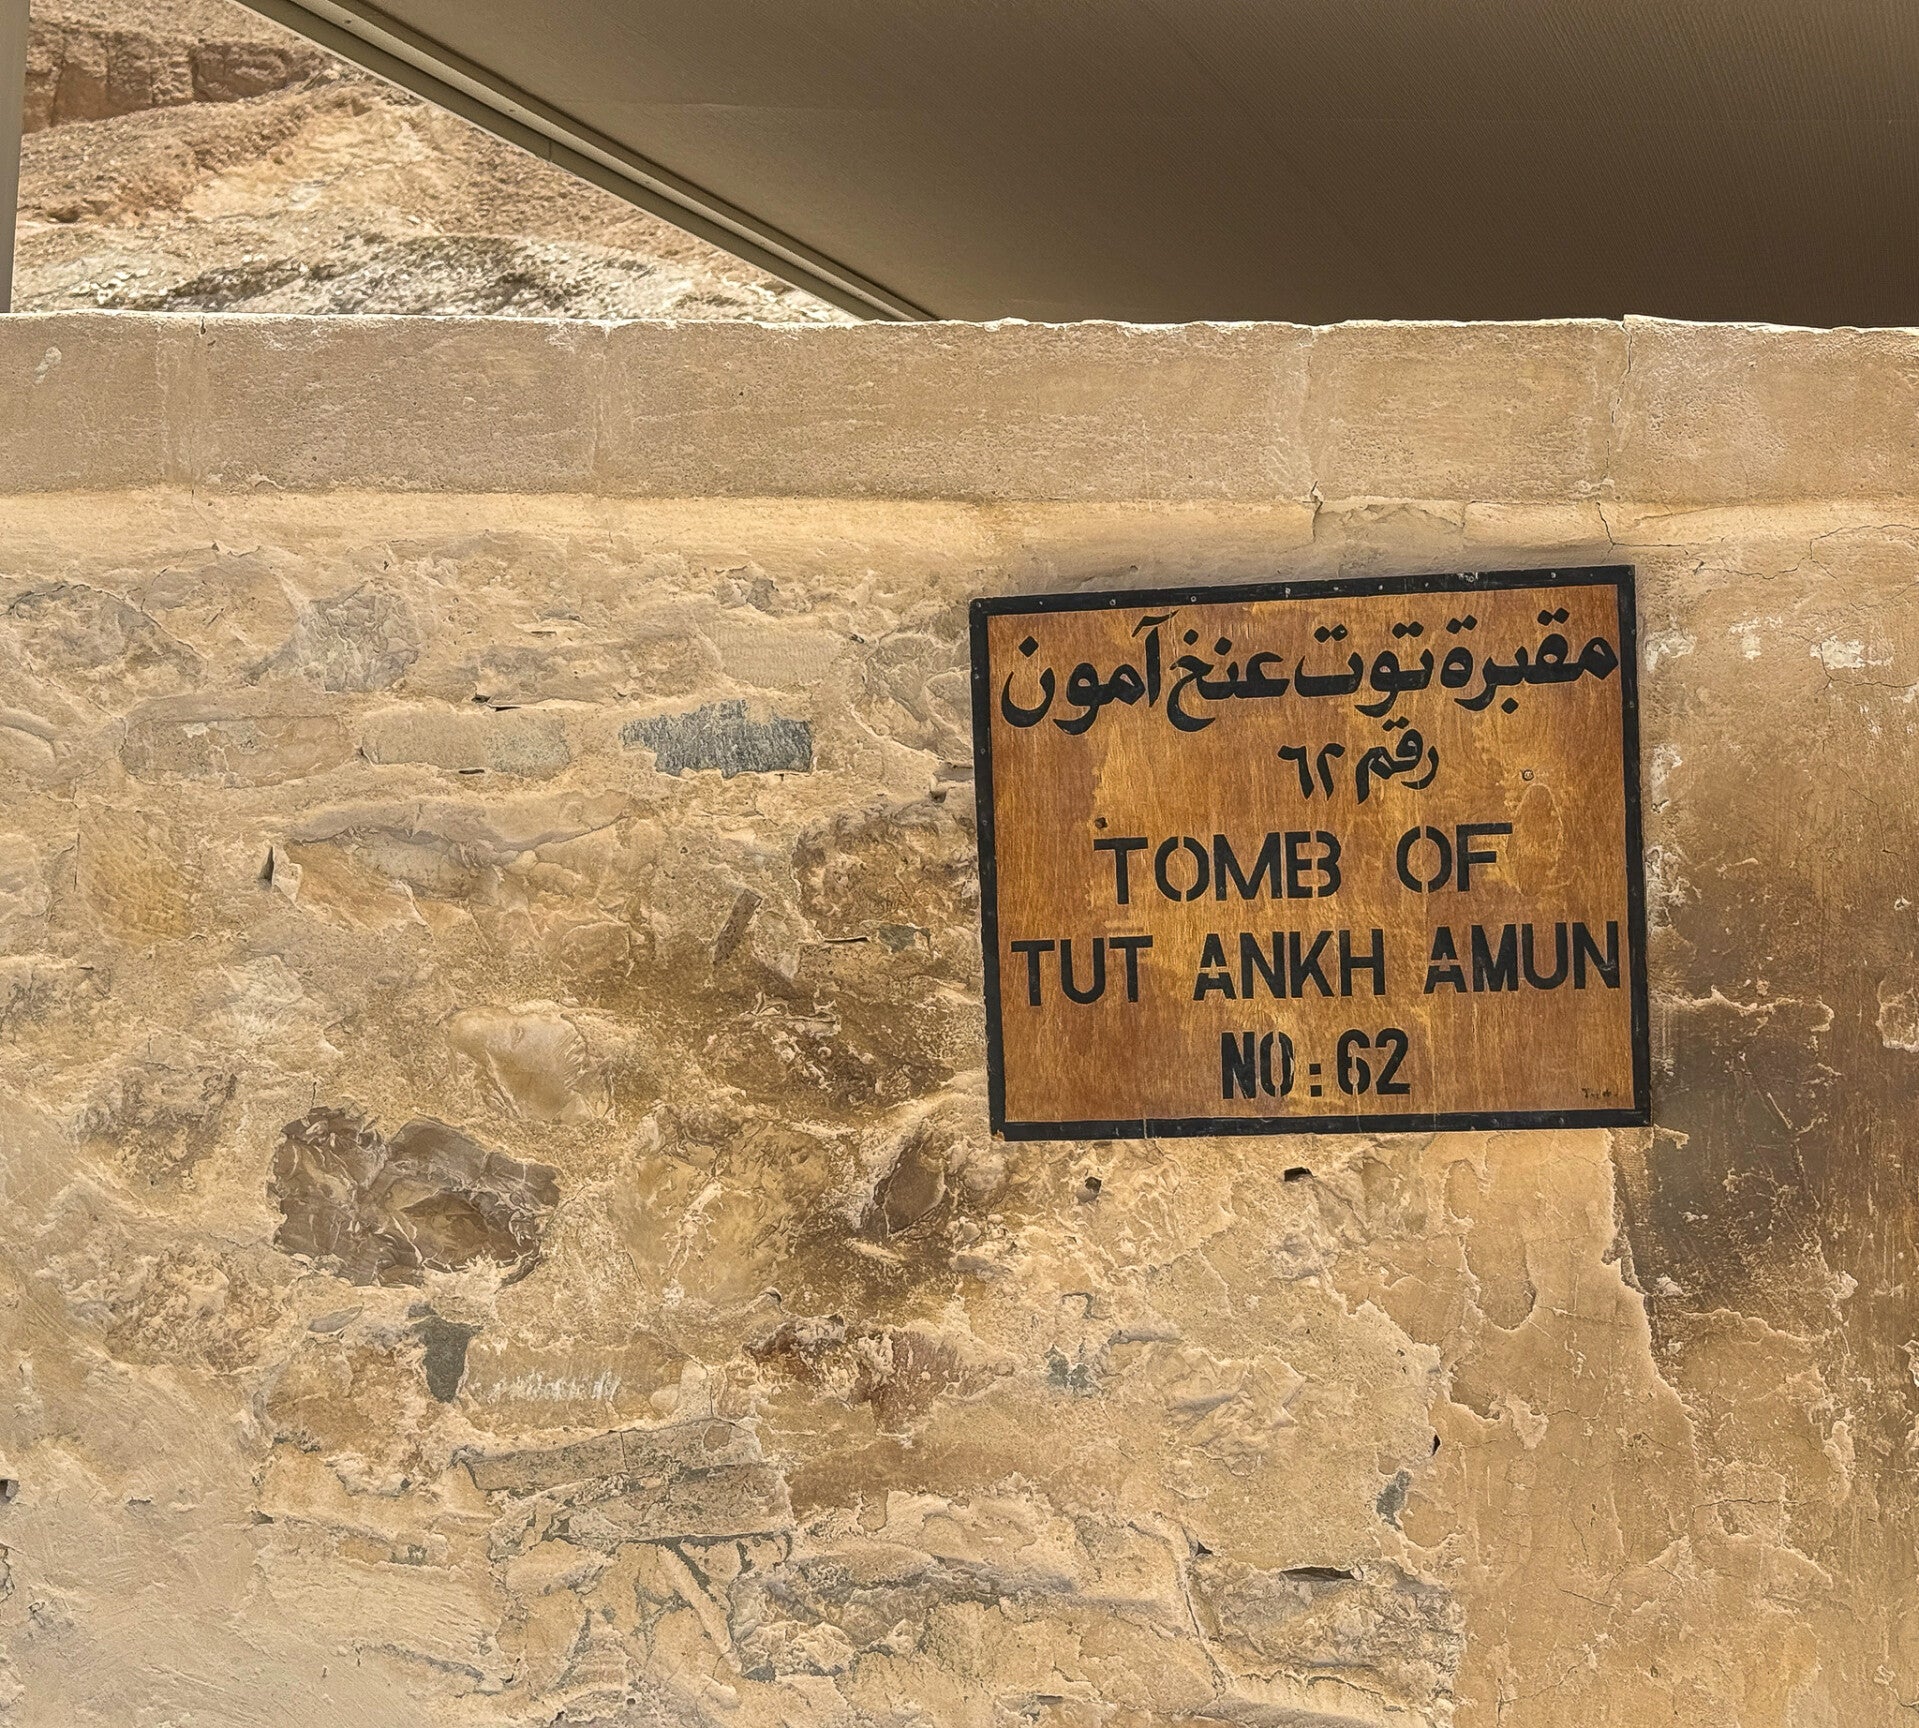 مقبرة توت عنخ آمون
رقم ٦٢
TOMB OF
TUT ANKH AMUN
NO : 62